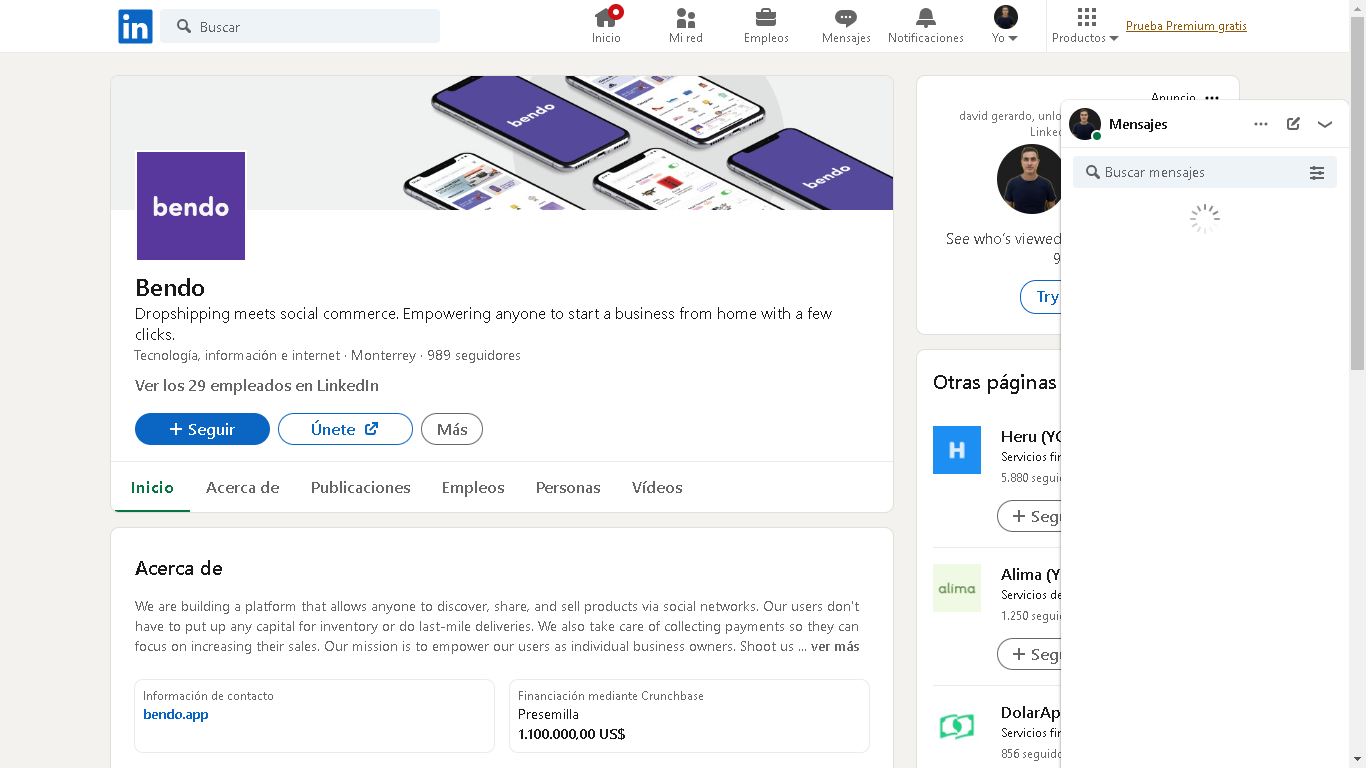 in
Buscar
Inicio
Mi red
Empleos
Mensajes
Notificaciones
Yo
Productos
Prueba Premium gratis
bendo
bendo
bendo
Bendo
Dropshipping meets social commerce. Empowering anyone to start a business from home with a few
clicks.
Tecnología, información e internet · Monterrey · 989 seguidores
Ver los 29 empleados en LinkedIn
+ Seguir
Únete
Más
Inicio
Acerca de
Publicaciones
Empleos
Personas
Vídeos
Acerca de
We are building a platform that allows anyone to discover, share, and sell products via social networks. Our users don't
have to put up any capital for inventory or do last-mile deliveries. We also take care of collecting payments so they can
focus on increasing their sales. Our mission is to empower our users as individual business owners. Shoot us ... ver más
Información de contacto
bendo.app
Financiación mediante Crunchbase
Presemilla
1.100.000,00 US$
Anuncio
david gerardo, unlo
Linke
See who's viewed
9
Try
Otras páginas
H
Heru (YC
Servicios fin
5.880 segui
+ Seg
alima
Alima (Y
Servicios de
1.250 segui
+ Seg
DolarAp
Servicios fin
856 seguido
Mensajes
Buscar mensajes